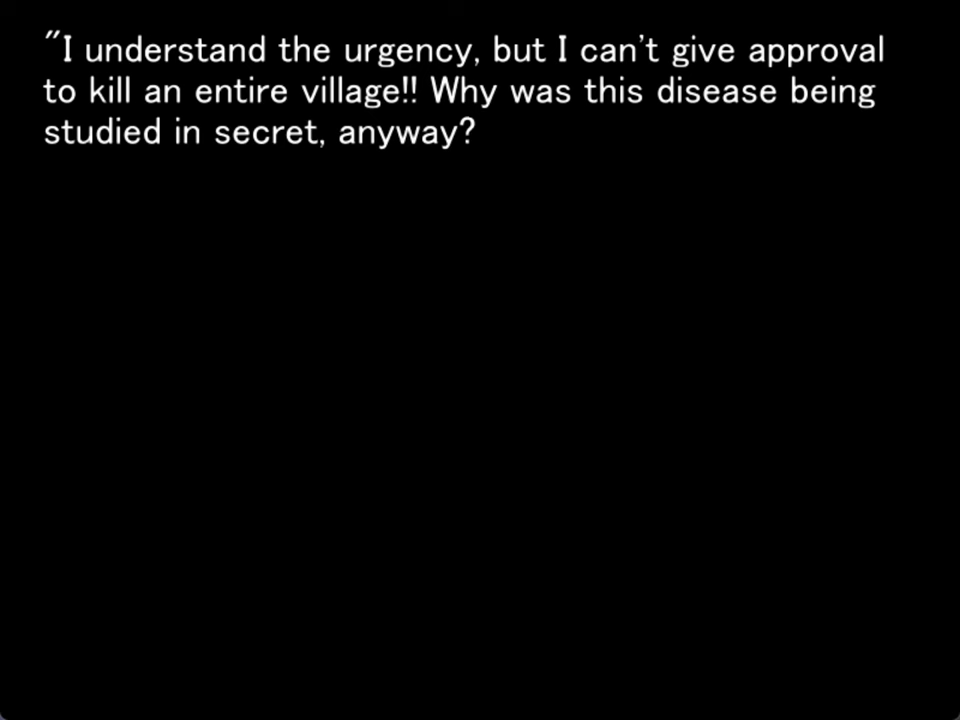 "I understand the urgency, but I can't give approval
to kill an entire village!! Why was this disease being
studied in secret, anyway?